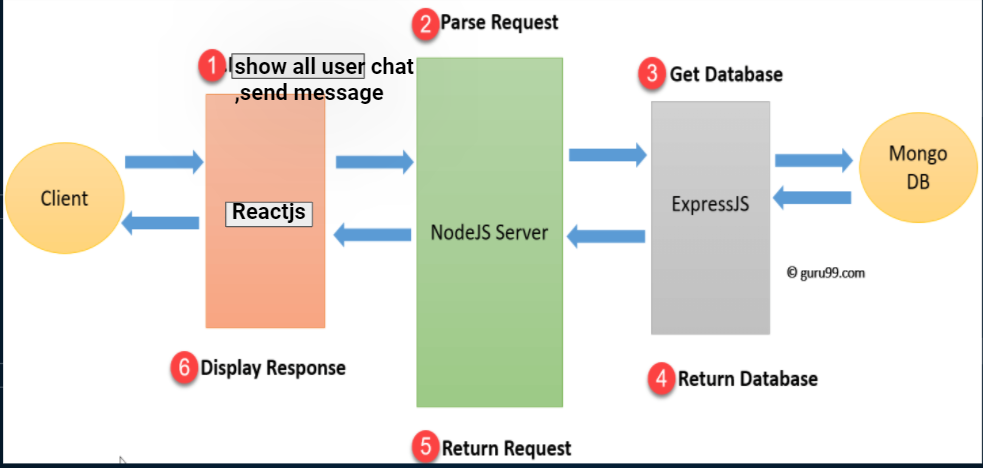 2 Parse Request
1 show all user chat
,send message
3 Get Database
Client
Reactjs
NodeJS Server
ExpressJS
Mongo
DB
© guru99.com
6 Display Response
4 Return Database
5 Return Request